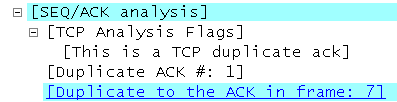 [SEQ/ACK analysis]
[TCP Analysis Flags]
[This is a TCP duplicate ack]
[Duplicate ACK #: 1]
[Duplicate to the ACK in frame: 7]